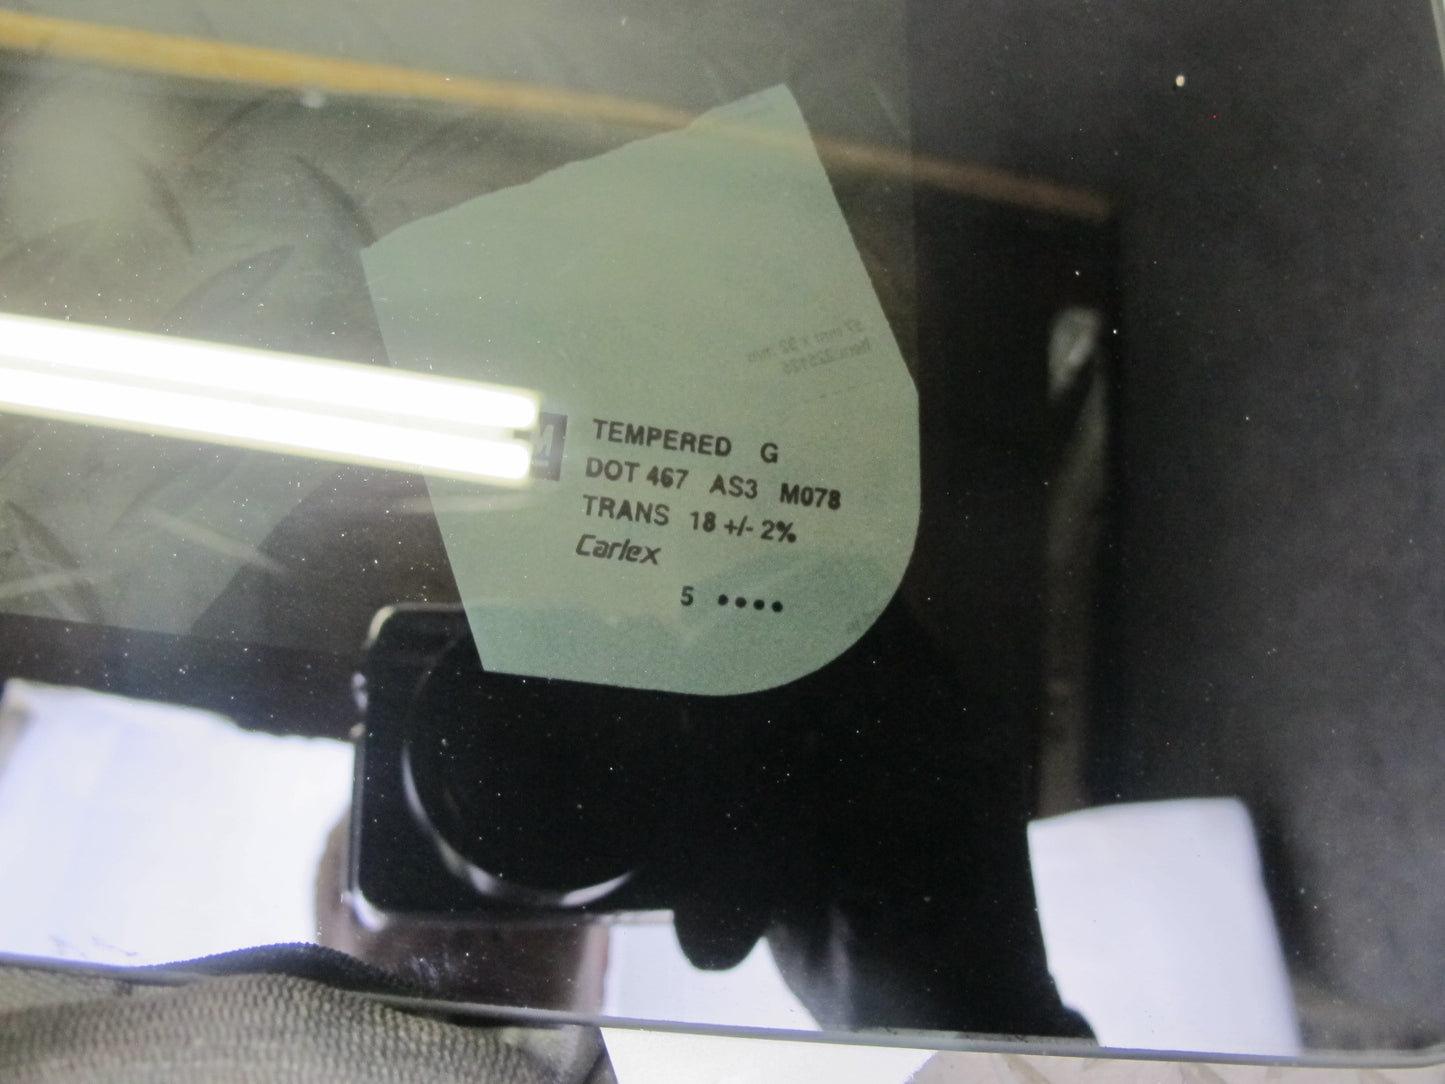 TEMPERED G
DOT 467 AS3 M078
TRANS 18 +/- 2%
Carlex
5 ••••